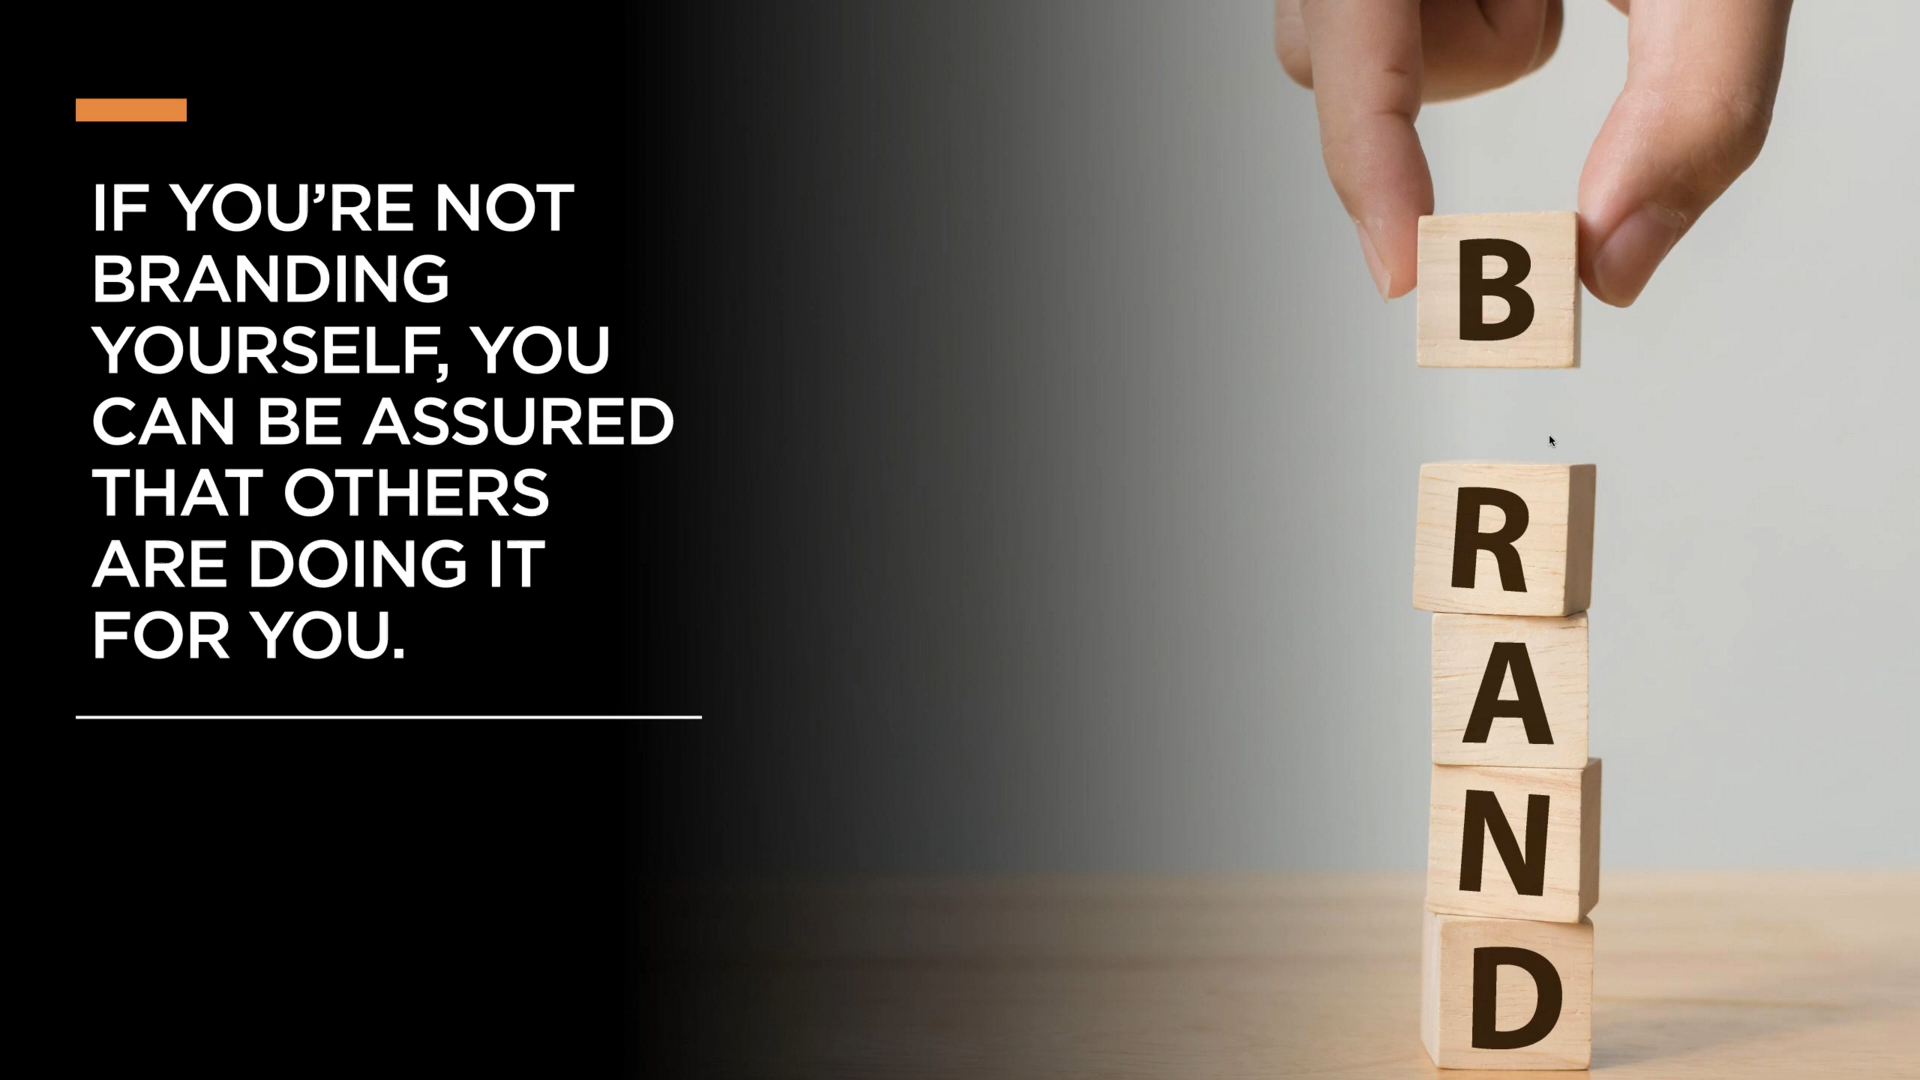 IF YOU’RE NOT
BRANDING
YOURSELF, YOU
CAN BE ASSURED
THAT OTHERS
ARE DOING IT
FOR YOU.
B
R
A
N
D